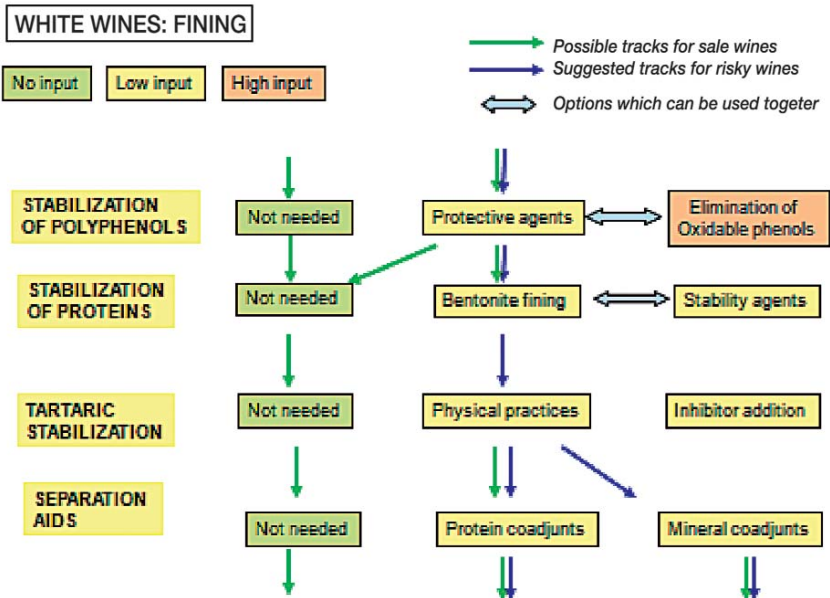 WHITE WINES: FINING
Possible tracks for sale wines
Suggested tracks for risky wines
No input
Low input
High input
Options which can be used togeter
STABILIZATION
OF POLYPHENOLS
Not needed
Protective agents
Elimination of
Oxidable phenols
STABILIZATION
OF PROTEINS
Not needed
Bentonite fining
Stability agents
TARTARIC
STABILIZATION
Not needed
Physical practices
Inhibitor addition
SEPARATION
AIDS
Not needed
Protein coadjunts
Mineral coadjunts